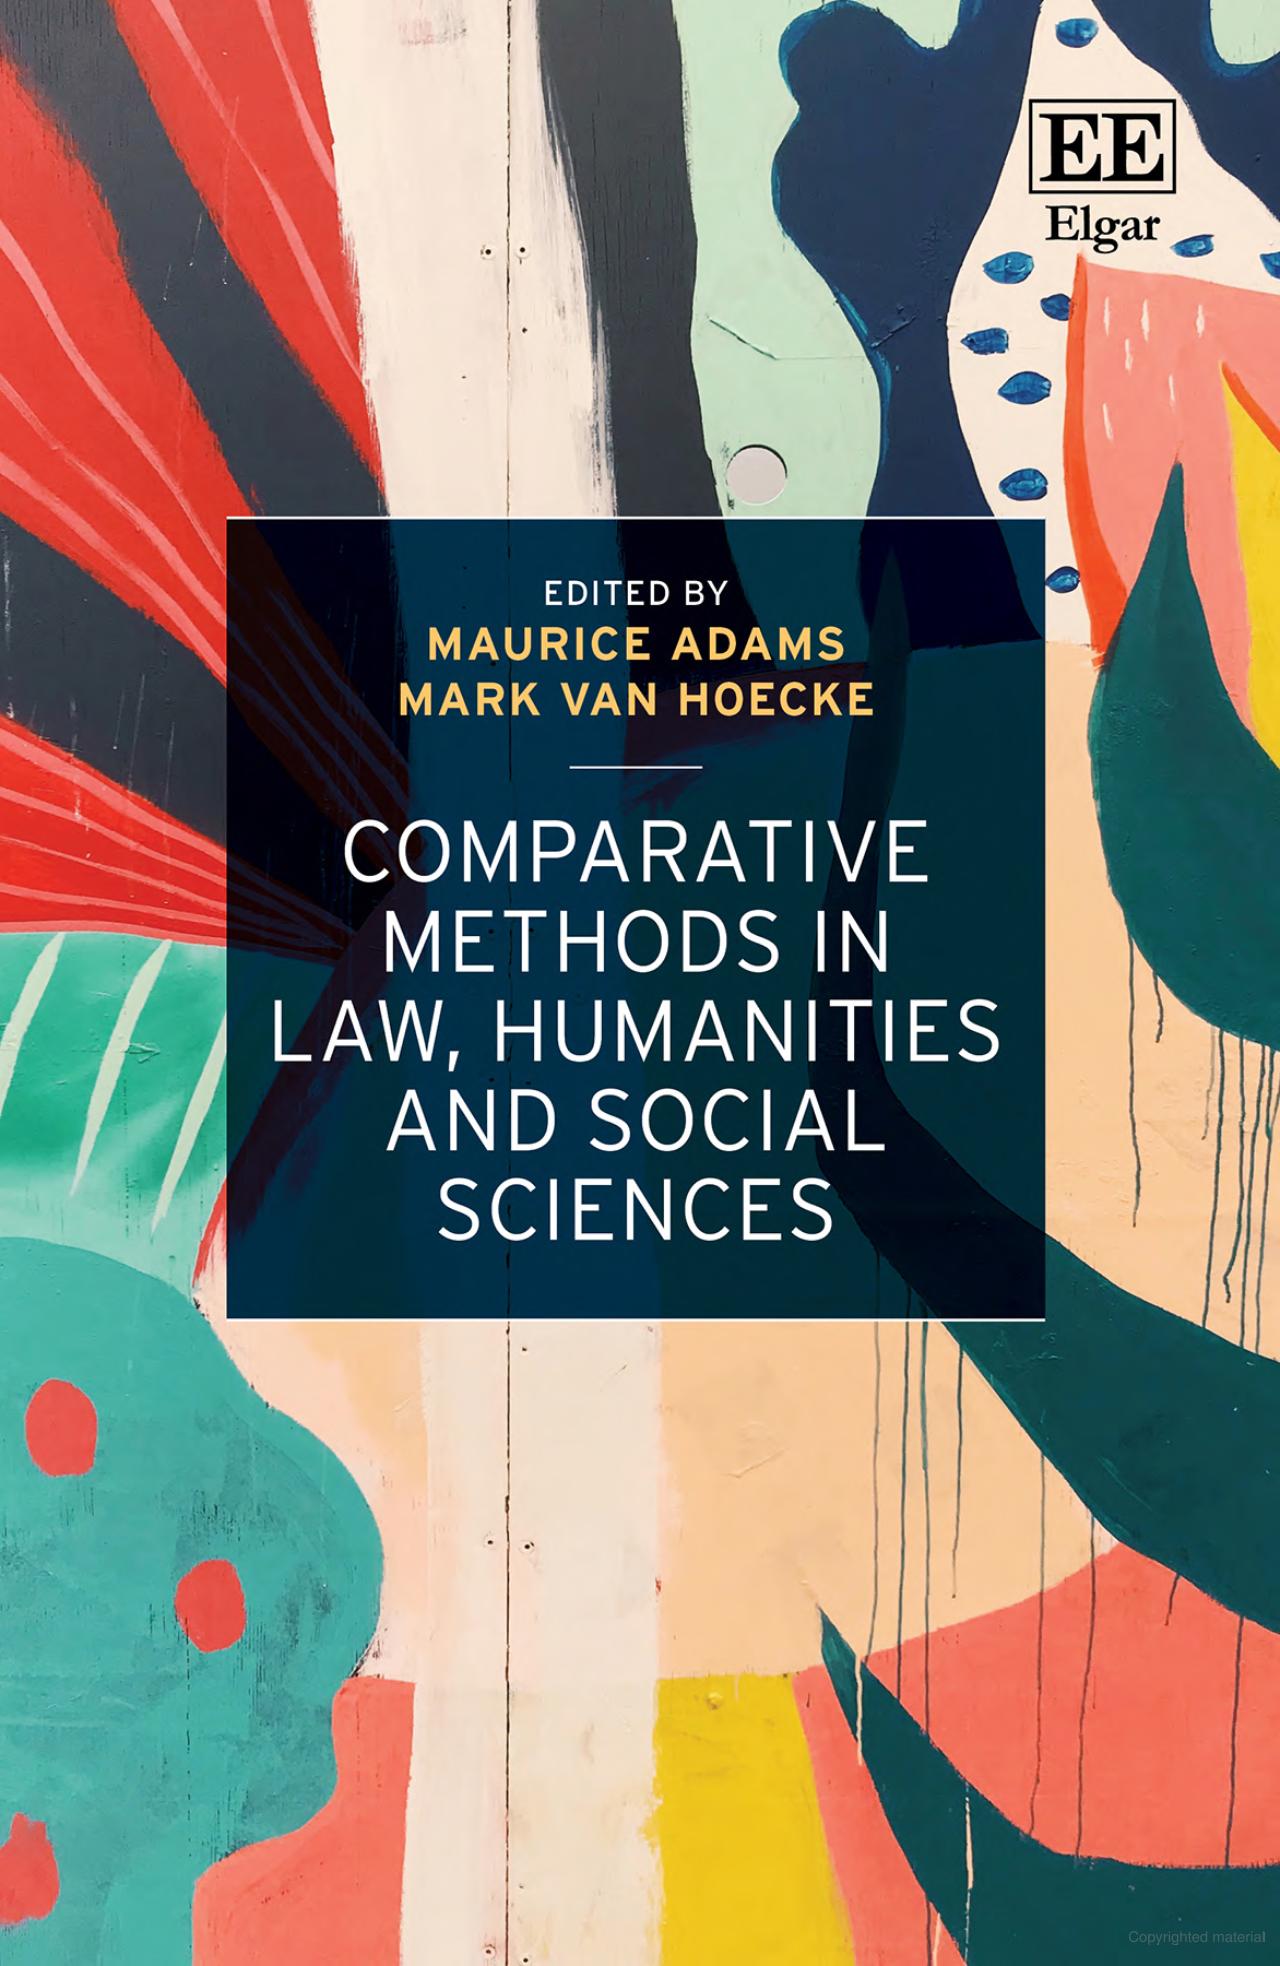 EE
Elgar
EDITED BY
MAURICE ADAMS
MARK VAN HOECKE
COMPARATIVE
METHODS IN
LAW, HUMANITIES
AND SOCIAL
SCIENCES
Copyrighted material